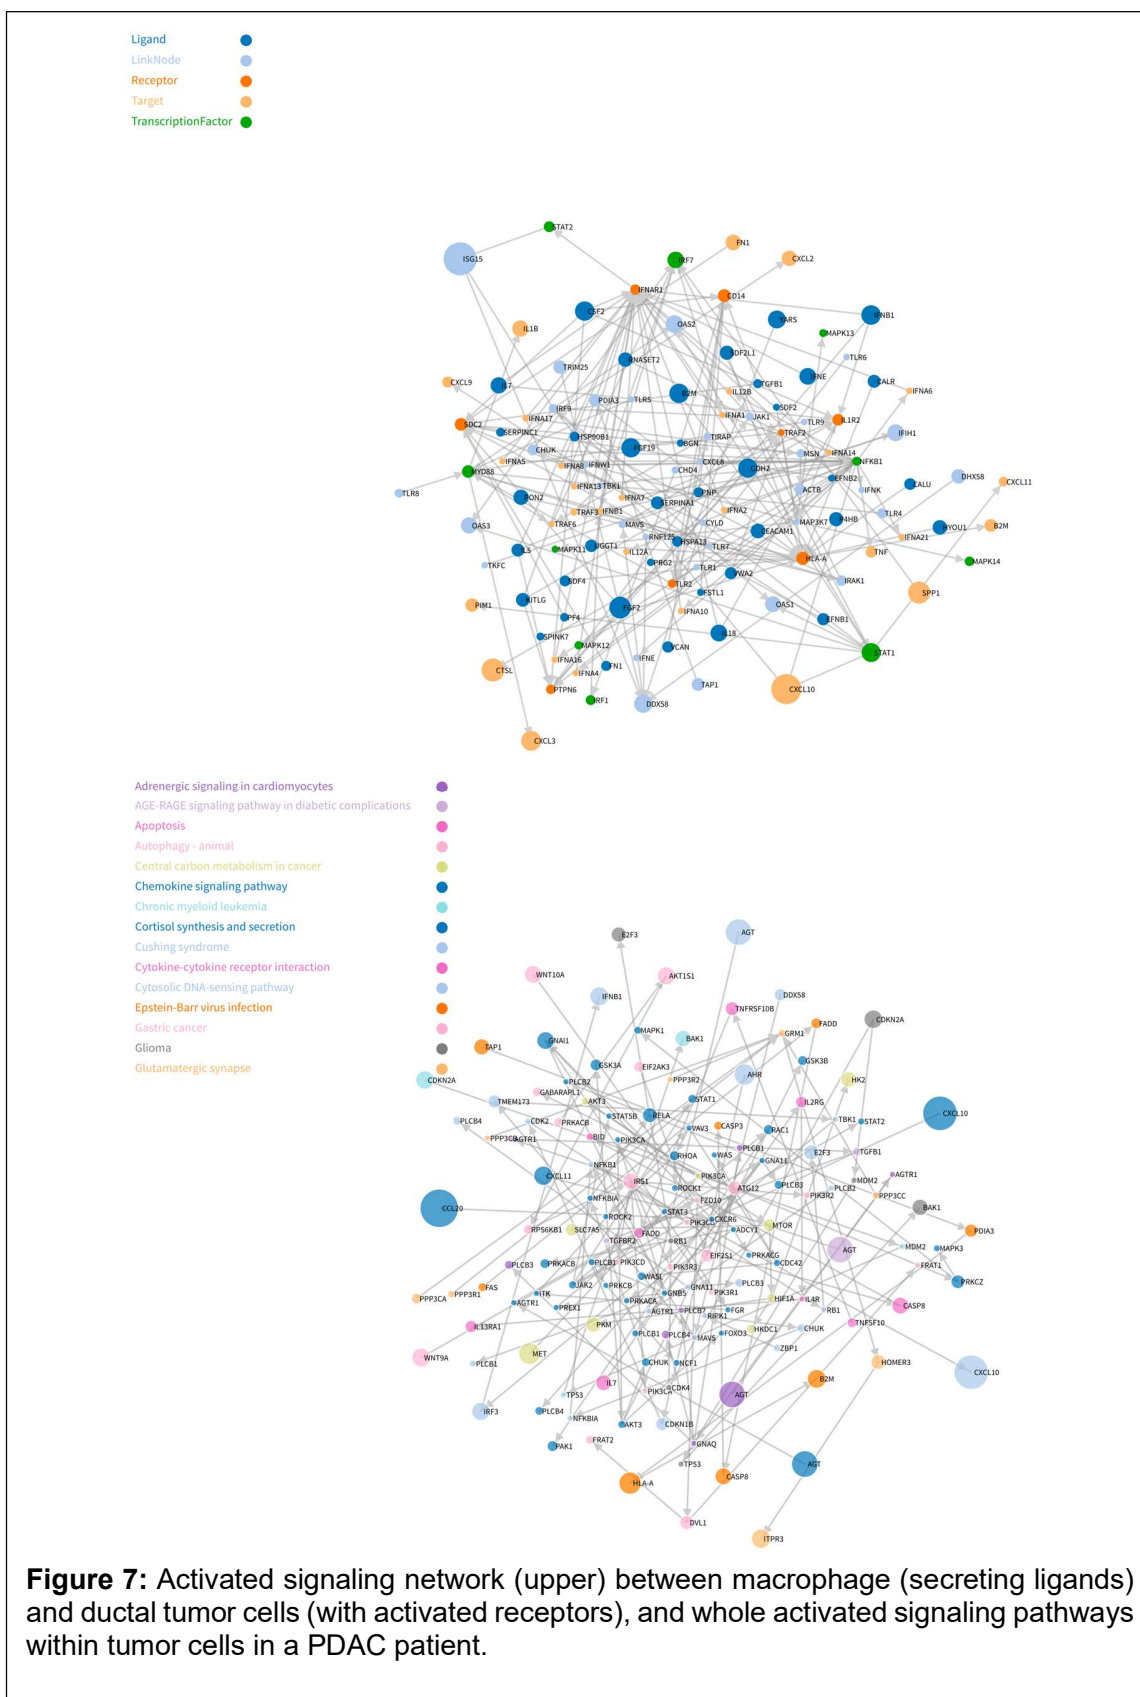 Ligand
LinkNode
Receptor
Target
TranscriptionFactor
STAT2
ISG15
FN1
IRF7
CXCL2
IFNAR1
CD14
CSF2
IFNB1
YARS
OAS2
IL1B
MAPK13
SDF2L1
TLR6
RNASET2
TRIM25
IFNE
CALR
CXCL9
IL7
TGFB1
IL12B
IFNA6
B2M
PDIA3
TLR5
IRF9
SDF2
IFNA17
IFNA1
JAK1
IL1R2
SDC2
TLR9
SERPINC1
HSP90B1
TIRAP
TRAF2
IFIH1
BGN
FGF19
CHUK
MSN
IFNA14
IFNA5
IFNA8
IFNW1
CXCL8
NFKB1
MYD88
CHD4
CDH2
EFNB2
DHX58
CXCL11
IFNA13
TBK1
ACTB
IFNK
CALU
TLR8
PON2
IFNA7
SERPINA1
PNP
TRAF3
IFNB1
IFNA2
TLR4
OAS3
TRAF6
MAVS
CYLD
MAP3K7
P4HB
HYOU1
B2M
RNF125
CEACAM1
IFNA21
IL5
MAPK11
UGGT1
IL12A
HSPA13
TLR7
TNF
TKFC
PRG2
TLR1
HLA-A
MAPK14
SDF4
TLR2
VWA2
IRAK1
FSTL1
SPP1
PIM1
KITLG
FGF2
IFNA10
OAS1
PF4
EFNB1
SPINK7
IL18
MAPK12
VCAN
STAT1
IFNA16
IFNE
CTSL
IFNA4
FN1
PTPN6
TAP1
CXCL10
IRF1
DDX58
CXCL3
Adrenergic signaling in cardiomyocytes
AGE-RAGE signaling pathway in diabetic complications
Apoptosis
Autophagy - animal
Central carbon metabolism in cancer
Chemokine signaling pathway
Chronic myeloid leukemia
Cortisol synthesis and secretion
Cushing syndrome
Cytokine-cytokine receptor interaction
Cytosolic DNA-sensing pathway
Epstein-Barr virus infection
Gastric cancer
Glioma
Glutamatergic synapse
E2F3
AGT
WNT10A
AKT1S1
IFNB1
DDX58
TNFRSF10B
FADD
CDKN2A
MAPK1
GRM1
GNAI1
BAK1
TAP1
GSK3A
EIF2AK3
GSK3B
AHR
CDKN2A
PLCB2
PPP3R2
HK2
GABARAPL1
AKT3
STAT1
TMEM173
IL2RG
CXCL10
PLCB4
CDK2
PRKACB
STAT5B
RELA
VAV3
CASP3
RAC1
TBK1
STAT2
BID
PIK3CA
PLCB1
E2F3
TGFB1
AGTR1
RHOA
WAS
GNA11
NFKB1
CXCL11
IRS1
PIK3CA
MDM2
AGTR1
ROCK1
ATG12
PLCB3
PLCB2
NFKBIA
FZD10
PIK3R2
PPP3CC
CCL20
STAT3
BAK1
ROCK2
CXCR6
RPS6KB1
SLC7A5
FADD
ADCY1
MTOR
PDIA3
TGFBR2
RB1
AGT
MDM2
MAPK3
EIF2S1
PRKACG
PLCB3
PRKACB
PLCB1
PIK3CD
PIK3R3
CDC42
FRAT1
WASL
PRKCZ
FAS
JAK2
PRKCB
GNA11
PLCB3
PPP3CA
PPP3R1
ITK
GNB5
PIK3R1
HIF1A
IL4R
CASP8
AGTR1
PREX1
PRKACA
AGTR1
RIPK1
FGR
RB1
IL13RA1
PKM
TNFSF10
PLCB1
PLCB4
MAVS
FOXO3
HKDC1
CHUK
WNT9A
MET
ZBP1
PLCB1
CHUK
NCF1
HOMER3
CXCL10
IL7
CDK4
B2M
TP53
AGT
IRF3
PLCB4
NFKBIA
AKT3
CDKN1B
PAK1
FRAT2
GNAQ
TP53
AGT
HLA-A
CASP8
DVL1
ITPR3
Figure 7: Activated signaling network (upper) between macrophage (secreting ligands)
and ductal tumor cells (with activated receptors), and whole activated signaling pathways
within tumor cells in a PDAC patient.